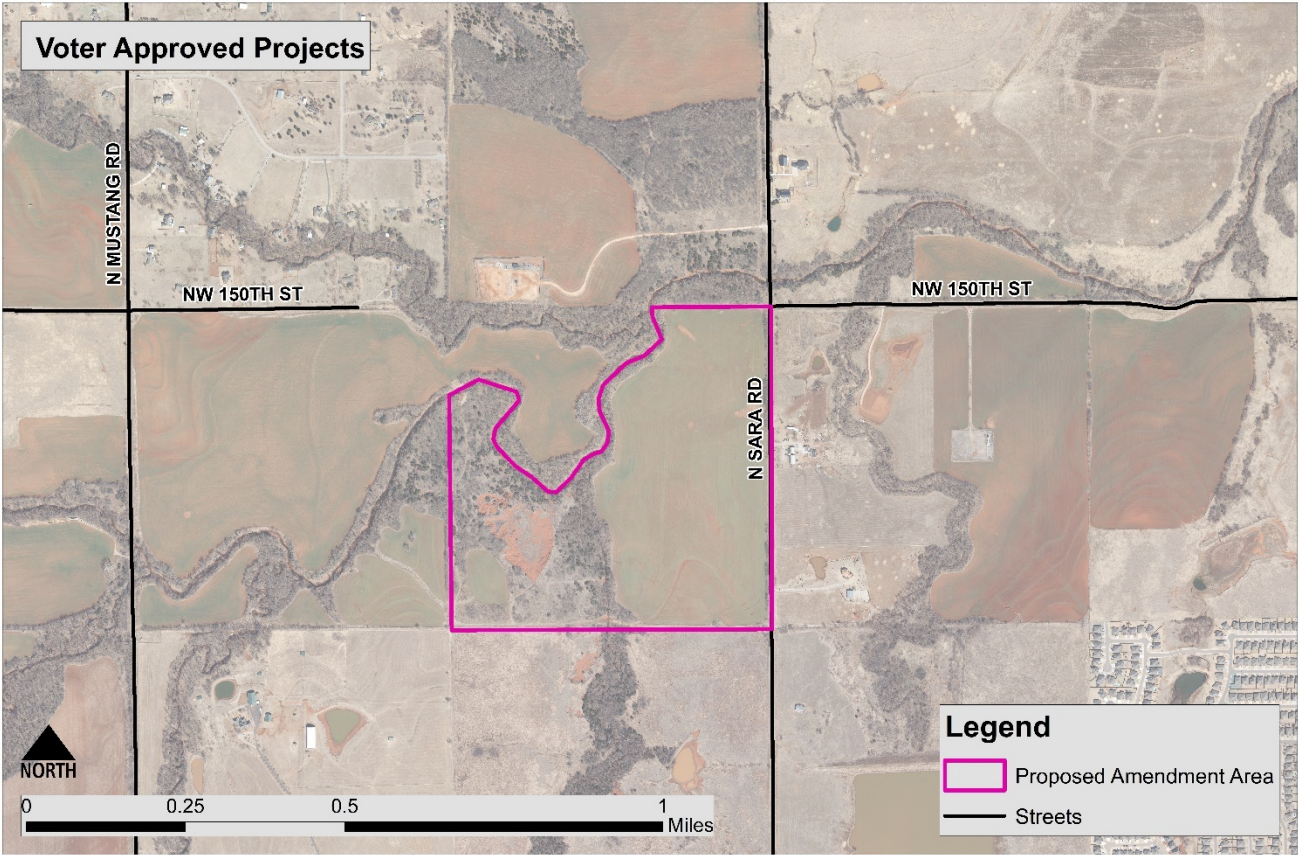 Voter Approved Projects
N MUSTANG RD
NW 150TH ST
NW 150TH ST
N SARA RD
NORTH
0 0.25 0.5 1
Miles
Legend
Proposed Amendment Area
Streets